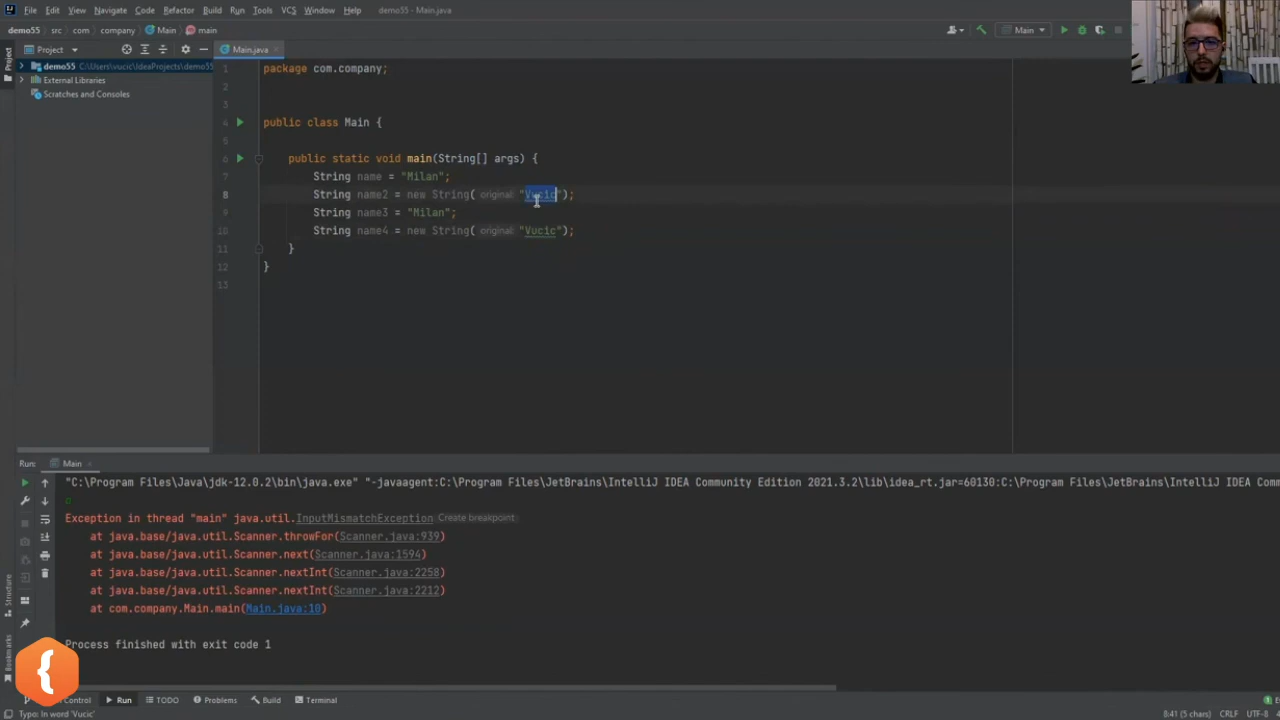 File Edit View Navigate Code Refactor Build Run Tools VCS Window Help demo55 - Main.java
demo55 src com company Main main
Main
Project
Main.java
demo55 C:\Users\vucic\IdeaProjects\demo55
External Libraries
Scratches and Consoles
1 package com.company;
2
3
4 public class Main {
5
6 public static void main(String[] args) {
7 String name = "Milan";
8 String name2 = new String( original: "Vucic");
9 String name3 = "Milan";
10 String name4 = new String( original: "Vucic");
11 }
12 }
13
Project
Structure
Bookmarks
Run: Main
"C:\Program Files\Java\jdk-12.0.2\bin\java.exe" "-javaagent:C:\Program Files\JetBrains\IntelliJ IDEA Community Edition 2021.3.2\lib\idea_rt.jar=60130:C:\Program Files\JetBrains\IntelliJ IDEA Comm
Exception in thread "main" java.util.InputMismatchException Create breakpoint
at java.base/java.util.Scanner.throwFor(Scanner.java:939)
at java.base/java.util.Scanner.next(Scanner.java:1594)
at java.base/java.util.Scanner.nextInt(Scanner.java:2258)
at java.base/java.util.Scanner.nextInt(Scanner.java:2212)
at com.company.Main.main(Main.java:10)
Process finished with exit code 1
Control Run TODO Problems Build Terminal
Typo: In word 'Vucic' 8:41 (5 chars) CRLF UTF-8